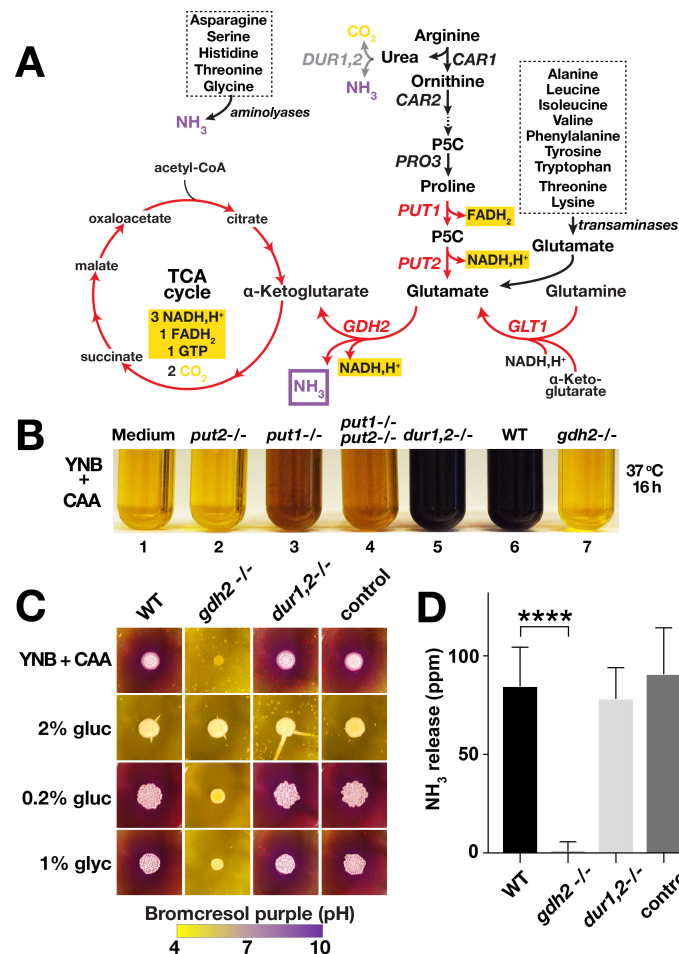 A
Asparagine
Serine
Histidine
Threonine
Glycine
aminolyases
NH3
CO2
DUR1,2
NH3
Urea
Arginine
CAR1
Ornithine
CAR2
P5C
PRO3
Proline
PUT1
FADH2
P5C
PUT2
NADH,H+
Glutamate
Alanine
Leucine
Isoleucine
Valine
Phenylalanine
Tyrosine
Tryptophan
Threonine
Lysine
transaminases
Glutamate
Glutamine
GLT1
NADH,H+
α-Keto-
glutarate
acetyl-CoA
oxaloacetate
citrate
malate
succinate
TCA
cycle
3 NADH,H+
1 FADH2
1 GTP
2 CO2
α-Ketoglutarate
GDH2
NADH,H+
NH3
B
Medium put2-/- put1-/- put1-/- put2-/- dur1,2-/- WT gdh2-/-
YNB
+
CAA
37 ºC
16 h
1 2 3 4 5 6 7
C
WT gdh2 -/- dur1,2-/- control
YNB + CAA
2% gluc
0.2% gluc
1% glyc
Bromcresol purple (pH)
4 7 10
D
****
NH3 release (ppm)
100
50
0
WT gdh2-/- dur1,2-/- control